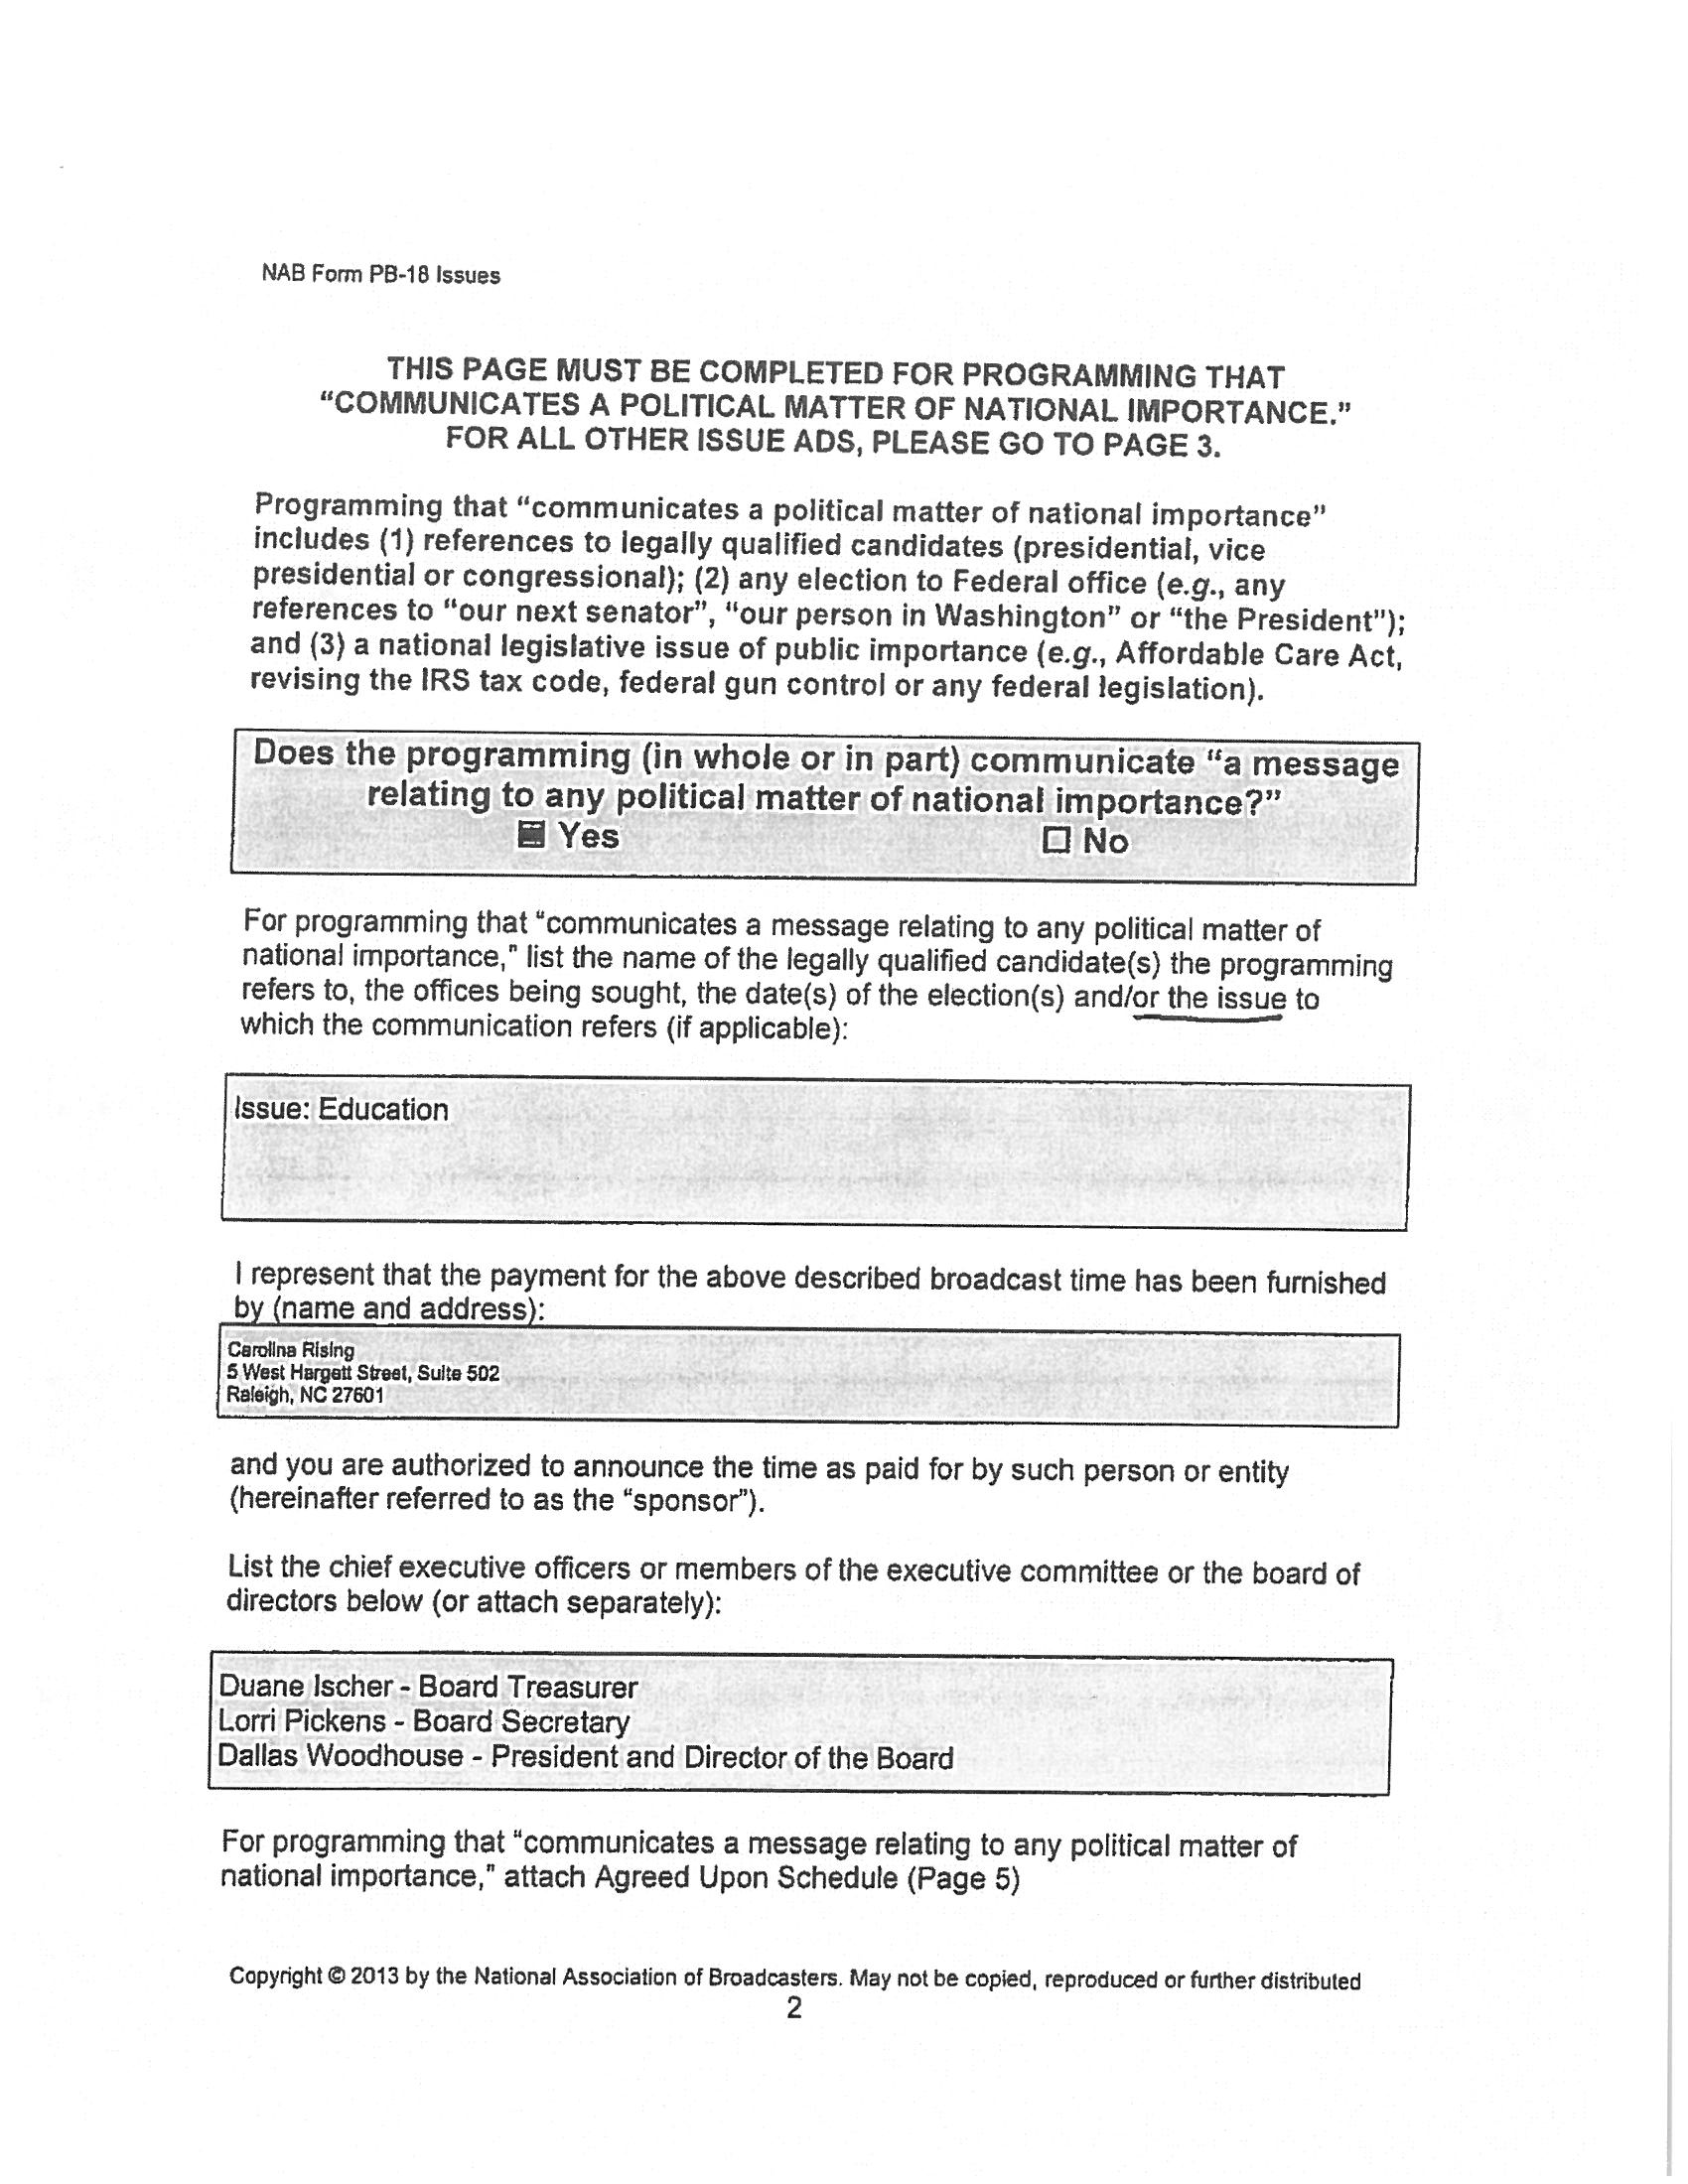 NAB Form PB-18 Issues
THIS PAGE MUST BE COMPLETED FOR PROGRAMMING THAT
“COMMUNICATES A POLITICAL MATTER OF NATIONAL IMPORTANCE.”
FOR ALL OTHER ISSUE ADS, PLEASE GO TO PAGE 3.
Programming that “communicates a political matter of national importance”
includes (1) references to legally qualified candidates (presidential, vice
presidential or congressional); (2) any election to Federal office (e.g., any
references to “our next senator”, “our person in Washington” or “the President”);
and (3) a national legislative issue of public importance (e.g., Affordable Care Act,
revising the IRS tax code, federal gun control or any federal legislation).
Does the programming (in whole or in part) communicate “a message
relating to any political matter of national importance?”
Yes No
For programming that “communicates a message relating to any political matter of
national importance,” list the name of the legally qualified candidate(s) the programming
refers to, the offices being sought, the date(s) of the election(s) and/or the issue to
which the communication refers (if applicable):
Issue: Education
I represent that the payment for the above described broadcast time has been furnished
by (name and address):
Carolina Rising
5 West Hargett Street, Suite 502
Raleigh, NC 27601
and you are authorized to announce the time as paid for by such person or entity
(hereinafter referred to as the “sponsor”).
List the chief executive officers or members of the executive committee or the board of
directors below (or attach separately):
Duane Ischer - Board Treasurer
Lorri Pickens - Board Secretary
Dallas Woodhouse - President and Director of the Board
For programming that “communicates a message relating to any political matter of
national importance,” attach Agreed Upon Schedule (Page 5)
Copyright © 2013 by the National Association of Broadcasters. May not be copied, reproduced or further distributed
2